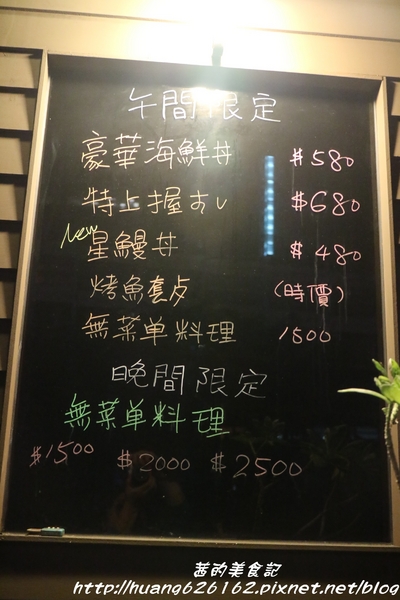 午間限定
豪華海鮮丼 $580
特上握すし $680
New
星鰻丼 $480
烤魚套歺 (時價)
無菜单料理 1500
晚間限定
無菜单料理
$1500 $2000 $2500
茜的美食記
http://huang626162.pixnet.net/blog